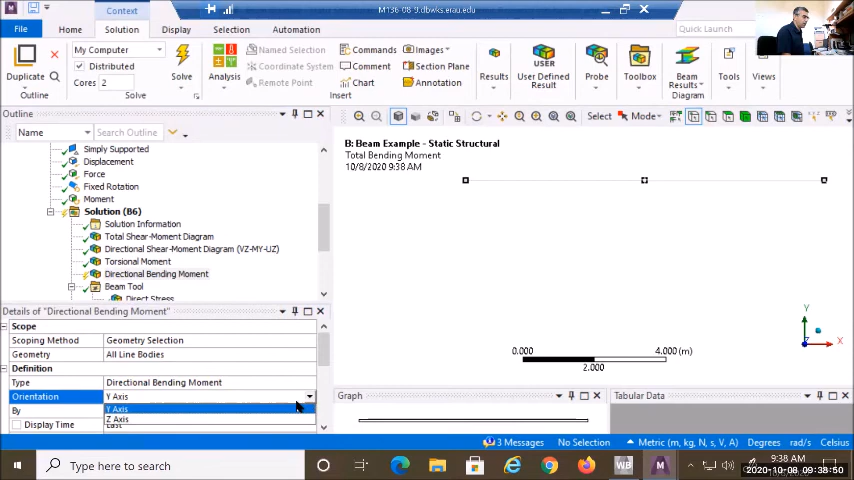 Context
M136-08-9.dbwks.erau.edu
File
Home
Solution
Display
Selection
Automation
Quick Launch
Duplicate
My Computer
Distributed
Cores 2
Solve
Analysis
Named Selection
Coordinate System
Remote Point
Commands
Comment
Chart
Images
Section Plane
Annotation
Results
USER
User Defined
Result
Probe
Toolbox
Beam
Results
Tools
Views
Outline
Solve
Insert
Diagram
Outline
Name
Search Outline
Select
Mode
Simply Supported
Displacement
Force
Fixed Rotation
Moment
Solution (B6)
Solution Information
Total Shear-Moment Diagram
Directional Shear-Moment Diagram (VZ-MY-UZ)
Torsional Moment
Directional Bending Moment
Beam Tool
Direct Stress
B: Beam Example - Static Structural
Total Bending Moment
10/8/2020 9:38 AM
Y
X
Z
0.000
4.000 (m)
2.000
Details of "Directional Bending Moment"
Scope
Scoping Method
Geometry Selection
Geometry
All Line Bodies
Definition
Type
Directional Bending Moment
Orientation
Y Axis
By
Y Axis
Z Axis
Display Time
Last
Graph
Tabular Data
3 Messages
No Selection
Metric (m, kg, N, s, V, A)
Degrees
rad/s
Celsius
Type here to search
WB
M
9:38 AM
2020-10-08 09:38:50